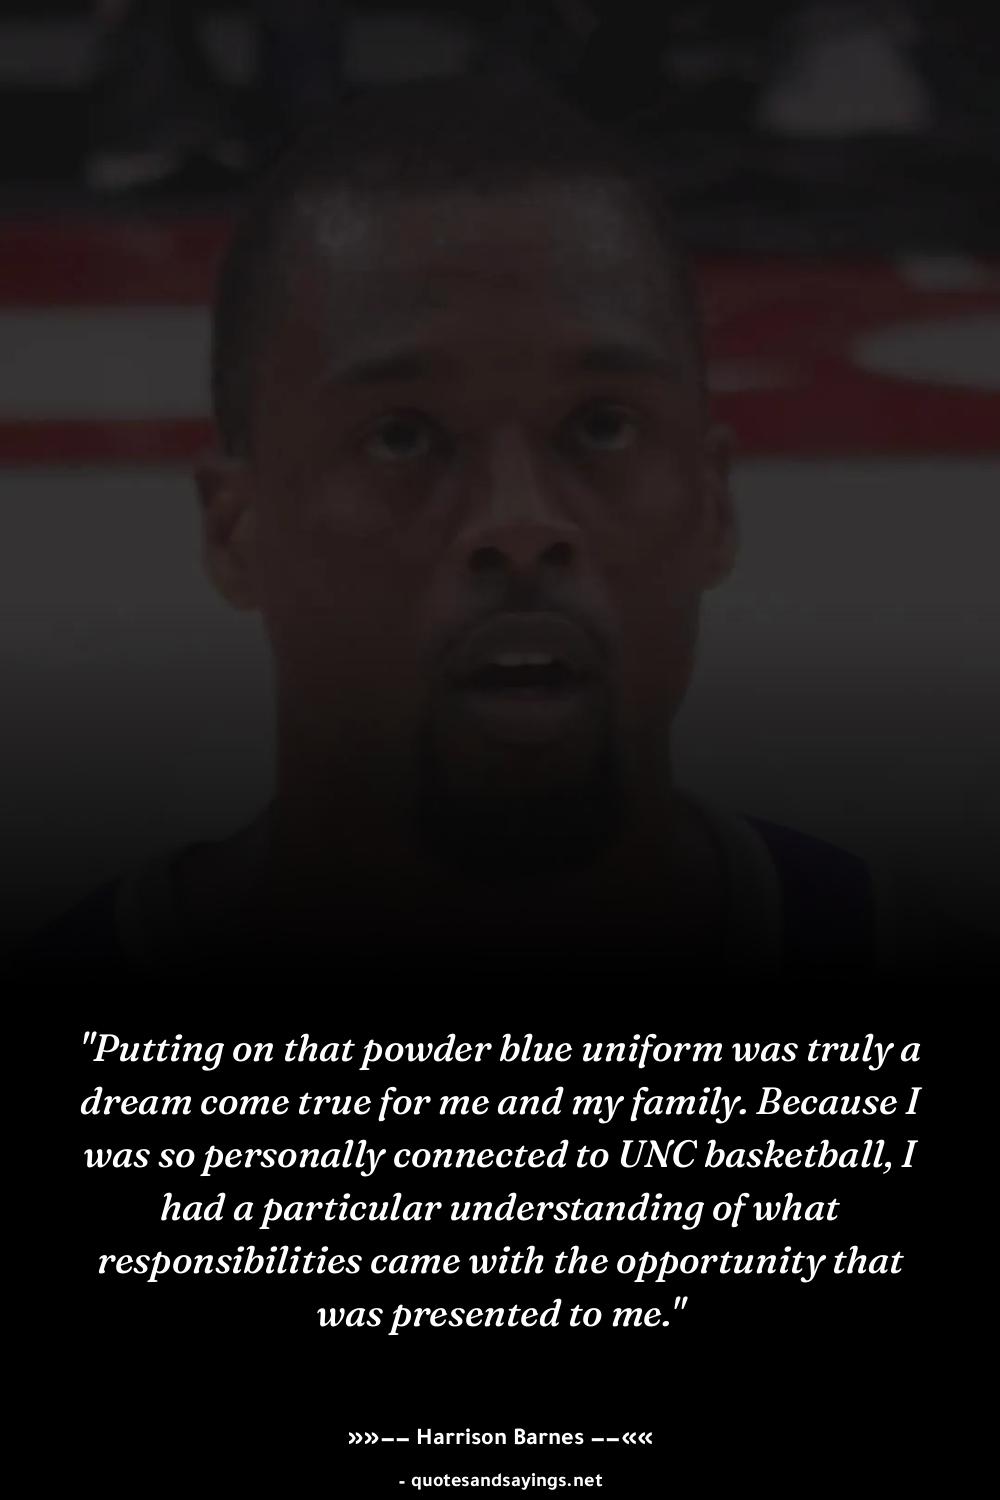 "Putting on that powder blue uniform was truly a
dream come true for me and my family. Because I
was so personally connected to UNC basketball, I
had a particular understanding of what
responsibilities came with the opportunity that
was presented to me."
»»−− Harrison Barnes −−««
- quotesandsayings.net